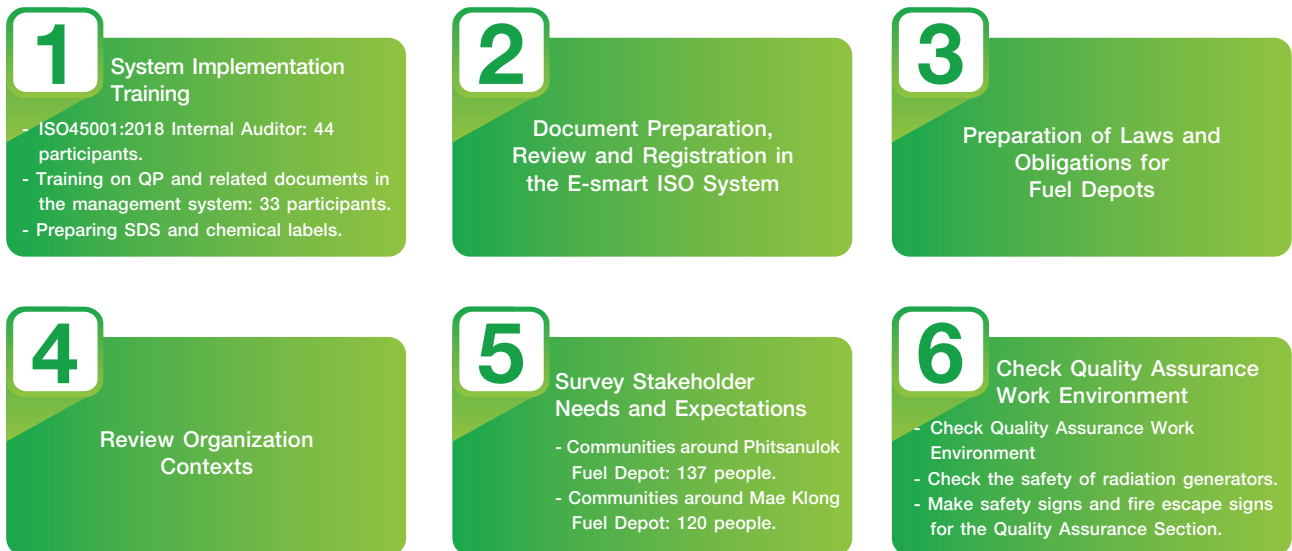 1
System Implementation
Training
- ISO45001:2018 Internal Auditor: 44
participants.
- Training on QP and related documents in
the management system: 33 participants.
- Preparing SDS and chemical labels.
2
Document Preparation,
Review and Registration in
the E-smart ISO System
3
Preparation of Laws and
Obligations for
Fuel Depots
4
Review Organization
Contexts
5
Survey Stakeholder
Needs and Expectations
- Communities around Phitsanulok
Fuel Depot: 137 people.
- Communities around Mae Klong
Fuel Depot: 120 people.
6
Check Quality Assurance
Work Environment
- Check Quality Assurance Work
Environment
- Check the safety of radiation generators.
- Make safety signs and fire escape signs
for the Quality Assurance Section.